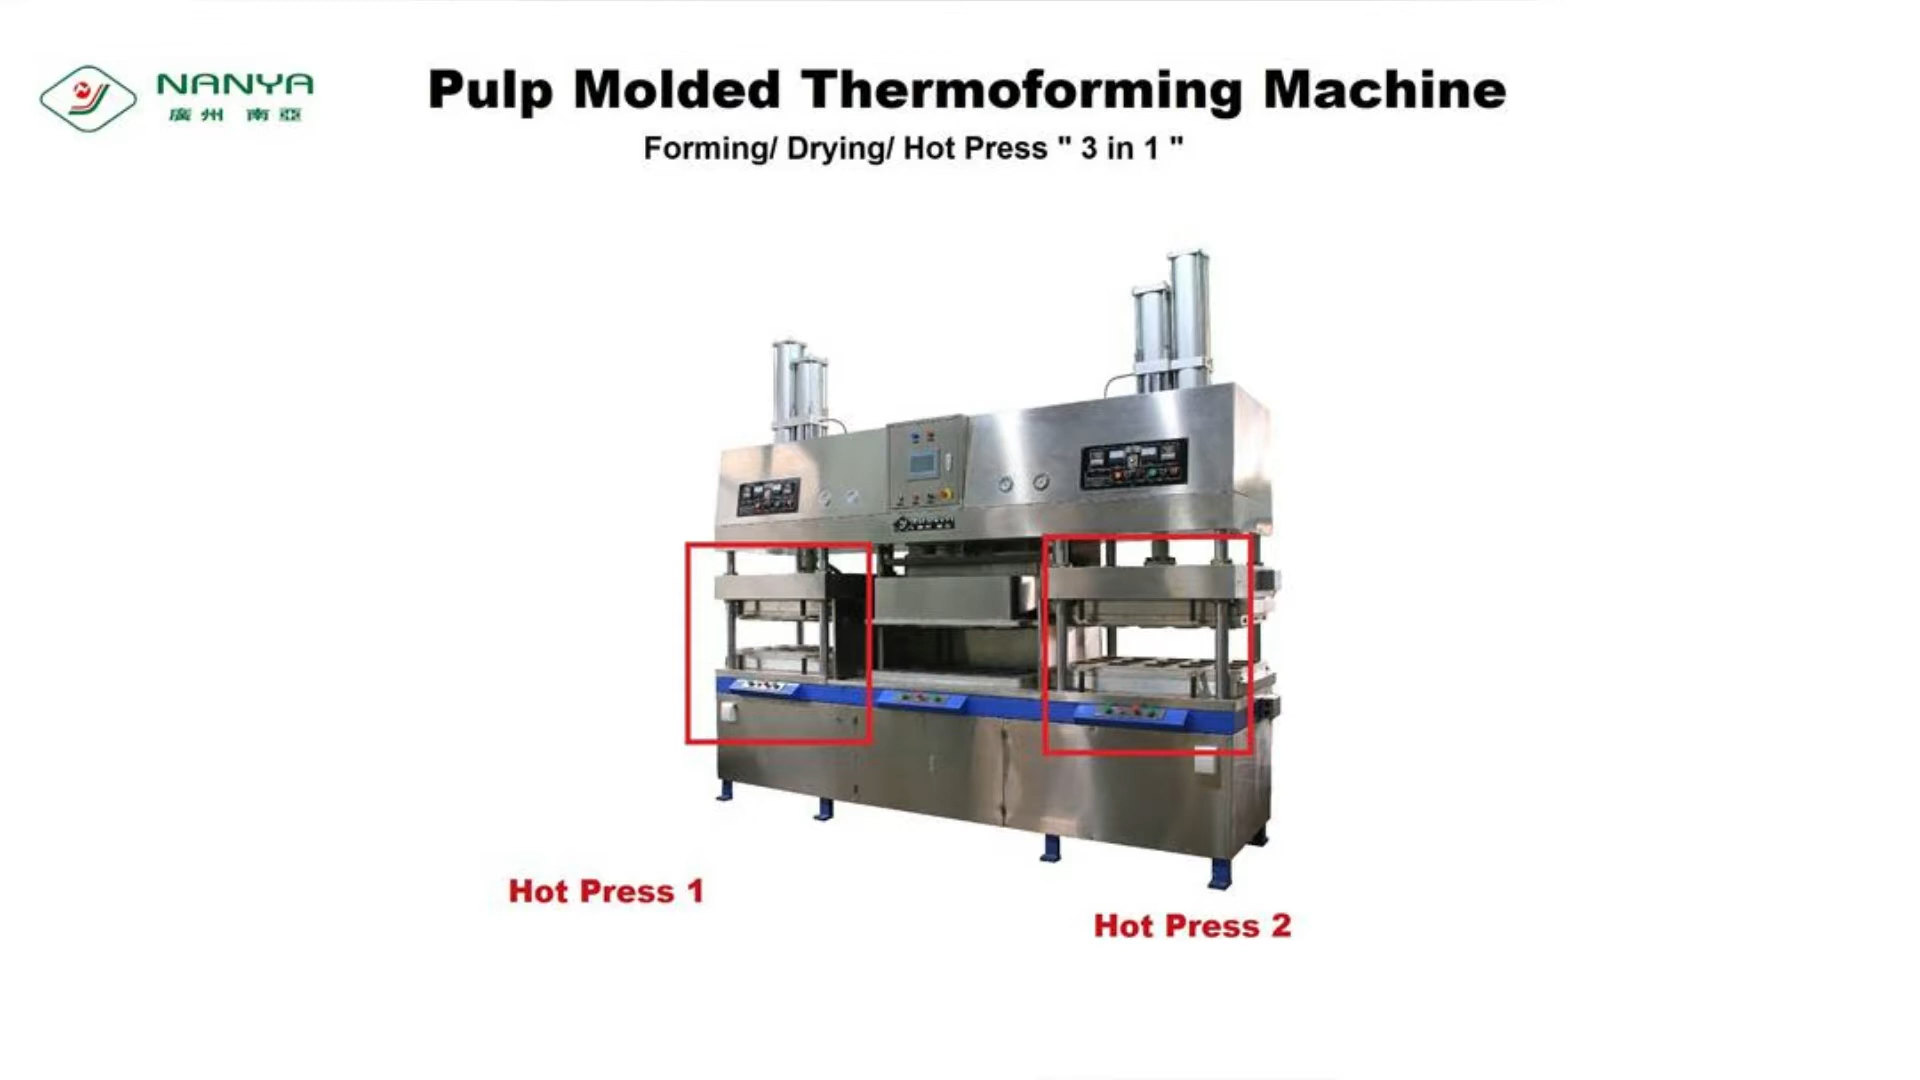 NANYA
廣州 南亞
Pulp Molded Thermoforming Machine
Forming/ Drying/ Hot Press " 3 in 1 "
Hot Press 1
Hot Press 2